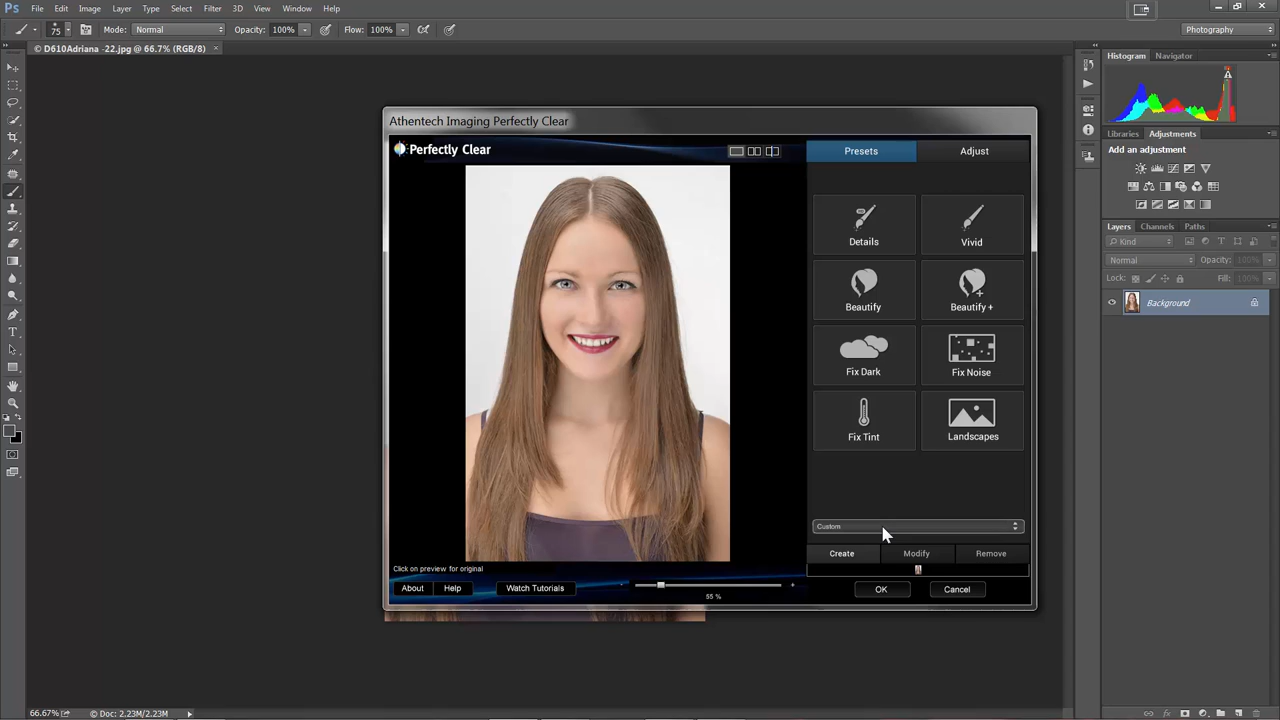 Ps File Edit Image Layer Type Select Filter 3D View Window Help
75 Mode: Normal Opacity: 100% Flow: 100% Photography
© D610Adriana -22.jpg @ 66.7% (RGB/8) ×
Histogram Navigator
Libraries Adjustments
Add an adjustment
Layers Channels Paths
Kind
Normal Opacity: 100%
Lock: Fill: 100%
Background
Athentech Imaging Perfectly Clear
Perfectly Clear
Presets Adjust
Details Vivid
Beautify Beautify +
Fix Dark Fix Noise
Fix Tint Landscapes
Custom
Create Modify Remove
Click on preview for original
About Help Watch Tutorials - +
55 %
OK Cancel
66.67% © Doc: 2.23M/2.23M